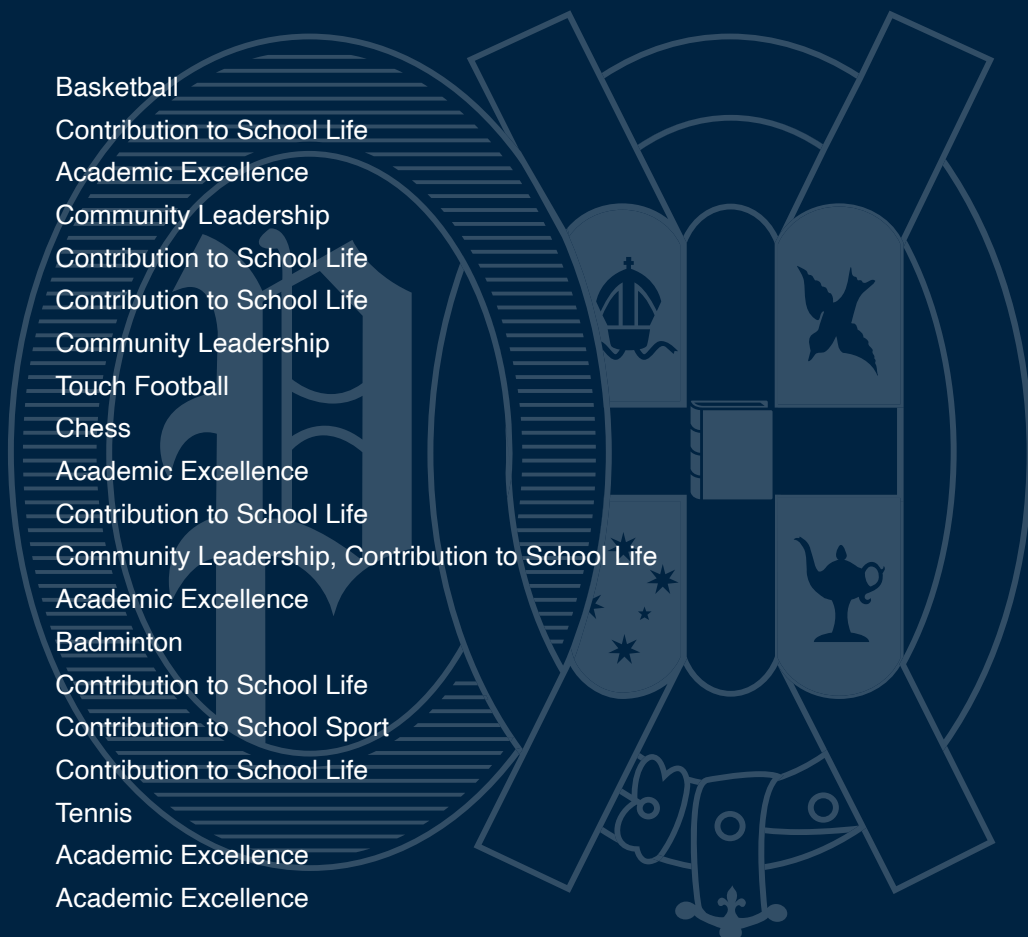 Basketball
Contribution to School Life
Academic Excellence
Community Leadership
Contribution to School Life
Contribution to School Life
Community Leadership
Touch Football
Chess
Academic Excellence
Contribution to School Life
Community Leadership, Contribution to School Life
Academic Excellence
Badminton
Contribution to School Life
Contribution to School Sport
Contribution to School Life
Tennis
Academic Excellence
Academic Excellence